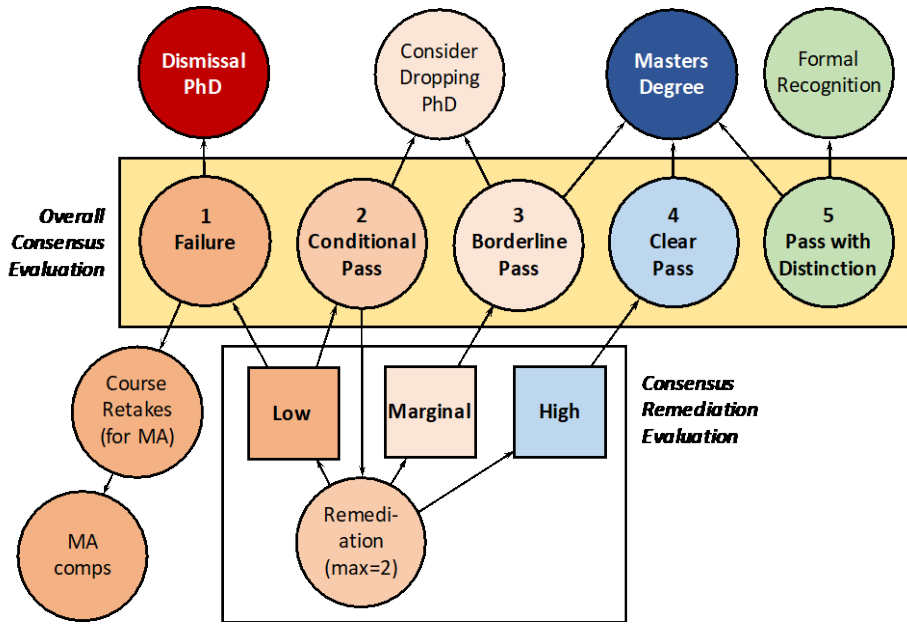 Dismissal
PhD
Consider
Dropping
PhD
Masters
Degree
Formal
Recognition
Overall
Consensus
Evaluation
1
Failure
2
Conditional
Pass
3
Borderline
Pass
4
Clear
Pass
5
Pass with
Distinction
Course
Retakes
(for MA)
Low
Marginal
High
Consensus
Remediation
Evaluation
MA
comps
Remedi-
ation
(max=2)